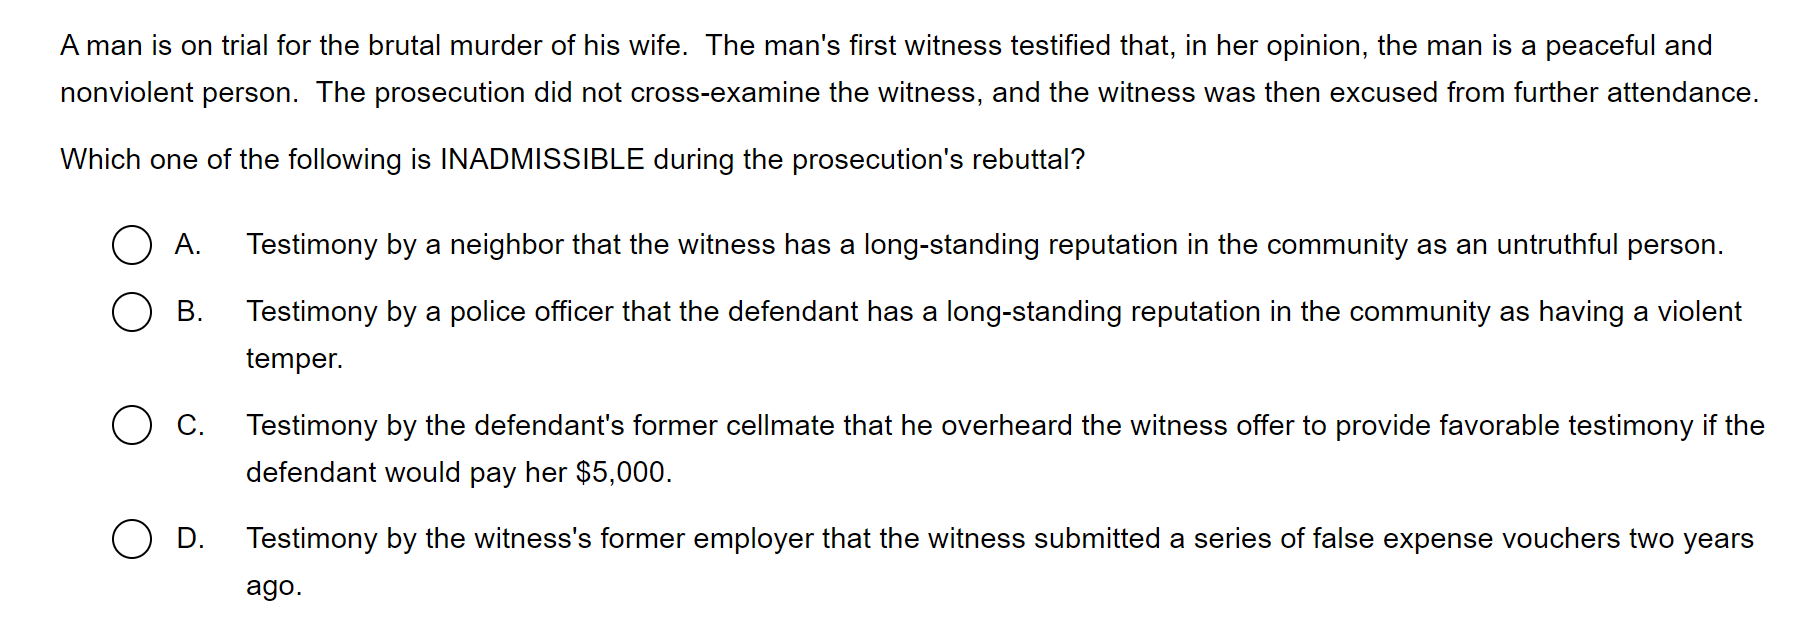 A man is on trial for the brutal murder of his wife.  The man's first witness testified that, in her opinion, the man is a peaceful and
nonviolent person.  The prosecution did not cross-examine the witness, and the witness was then excused from further attendance.
Which one of the following is INADMISSIBLE during the prosecution's rebuttal?
A. Testimony by a neighbor that the witness has a long-standing reputation in the community as an untruthful person.
B. Testimony by a police officer that the defendant has a long-standing reputation in the community as having a violent
temper.
C. Testimony by the defendant's former cellmate that he overheard the witness offer to provide favorable testimony if the
defendant would pay her $5,000.
D. Testimony by the witness's former employer that the witness submitted a series of false expense vouchers two years
ago.